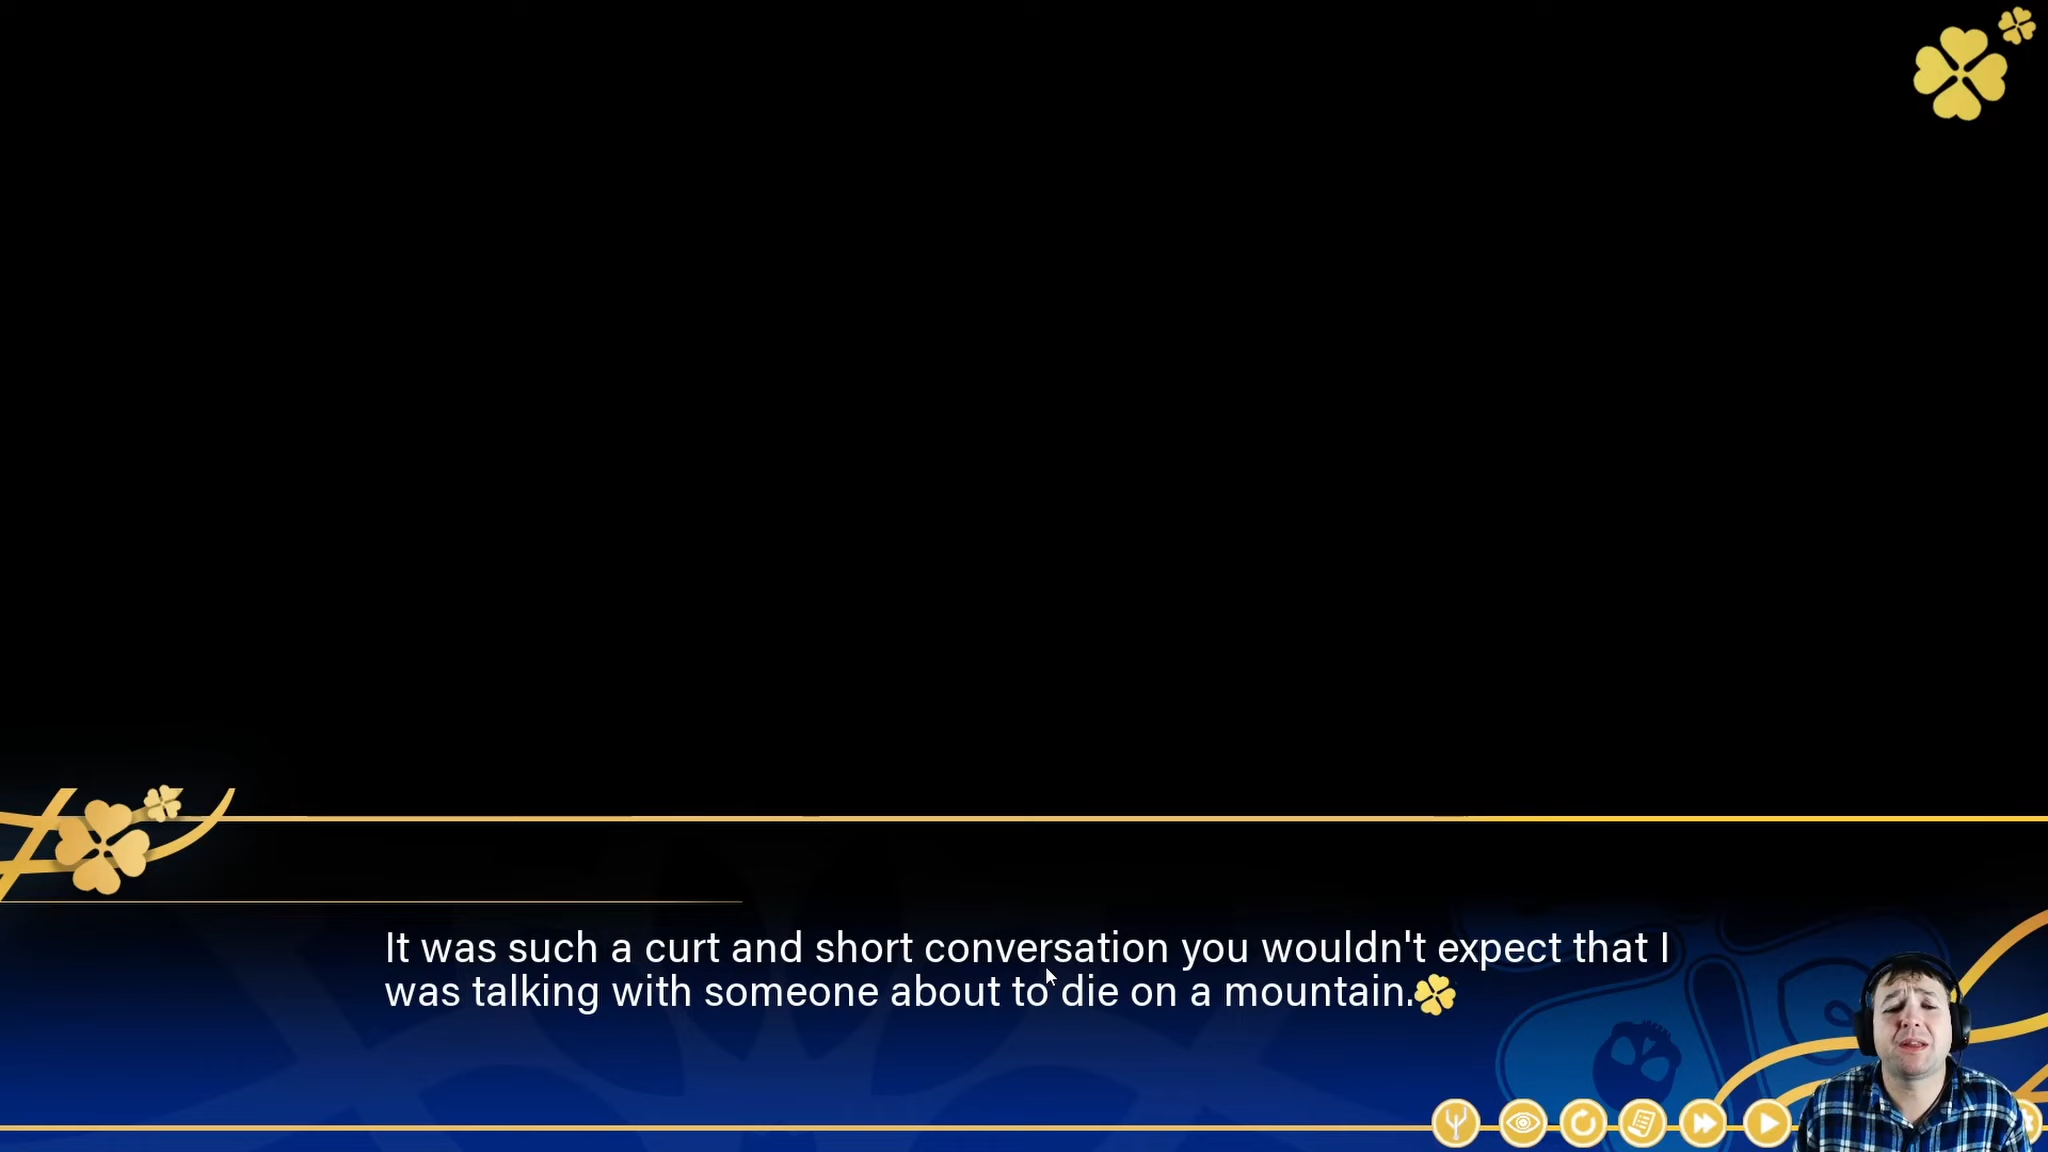 It was such a curt and short conversation you wouldn't expect that I
was talking with someone about to die on a mountain.